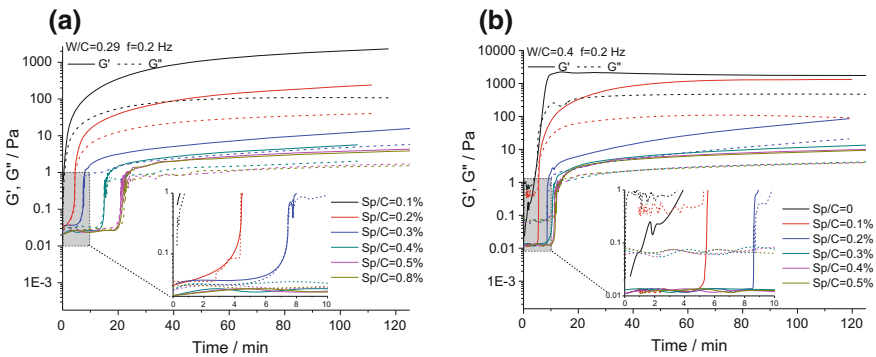 (a)
W/C=0.29 f=0.2 Hz
G' G''
1000
100
10
1
0.1
0.01
1E-3
G', G'' / Pa
0 20 40 60 80 100 120
Time / min
1
0.1
0 2 4 6 8 10
Sp/C=0.1%
Sp/C=0.2%
Sp/C=0.3%
Sp/C=0.4%
Sp/C=0.5%
Sp/C=0.8%
(b)
W/C=0.4 f=0.2 Hz
G' G''
10000
1000
100
10
1
0.1
0.01
1E-3
G', G'' / Pa
0 20 40 60 80 100 120
Time / min
1
0.1
0.01
0 2 4 6 8 10
Sp/C=0
Sp/C=0.1%
Sp/C=0.2%
Sp/C=0.3%
Sp/C=0.4%
Sp/C=0.5%